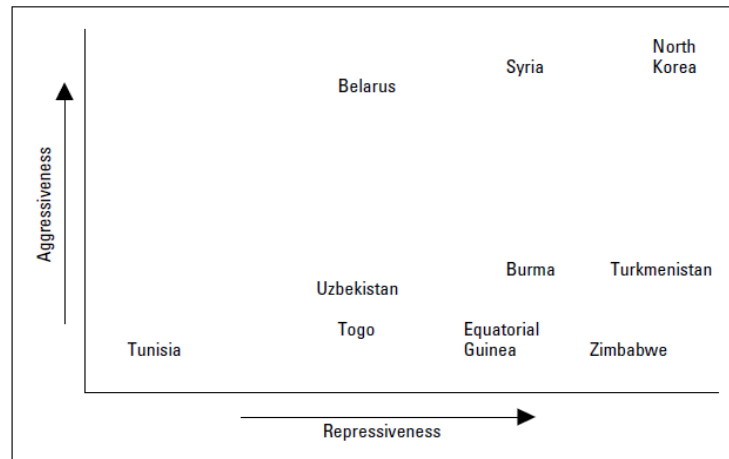 North
Korea
Syria
Belarus
Aggressiveness
Burma
Turkmenistan
Uzbekistan
Togo
Equatorial
Guinea
Tunisia
Zimbabwe
Repressiveness